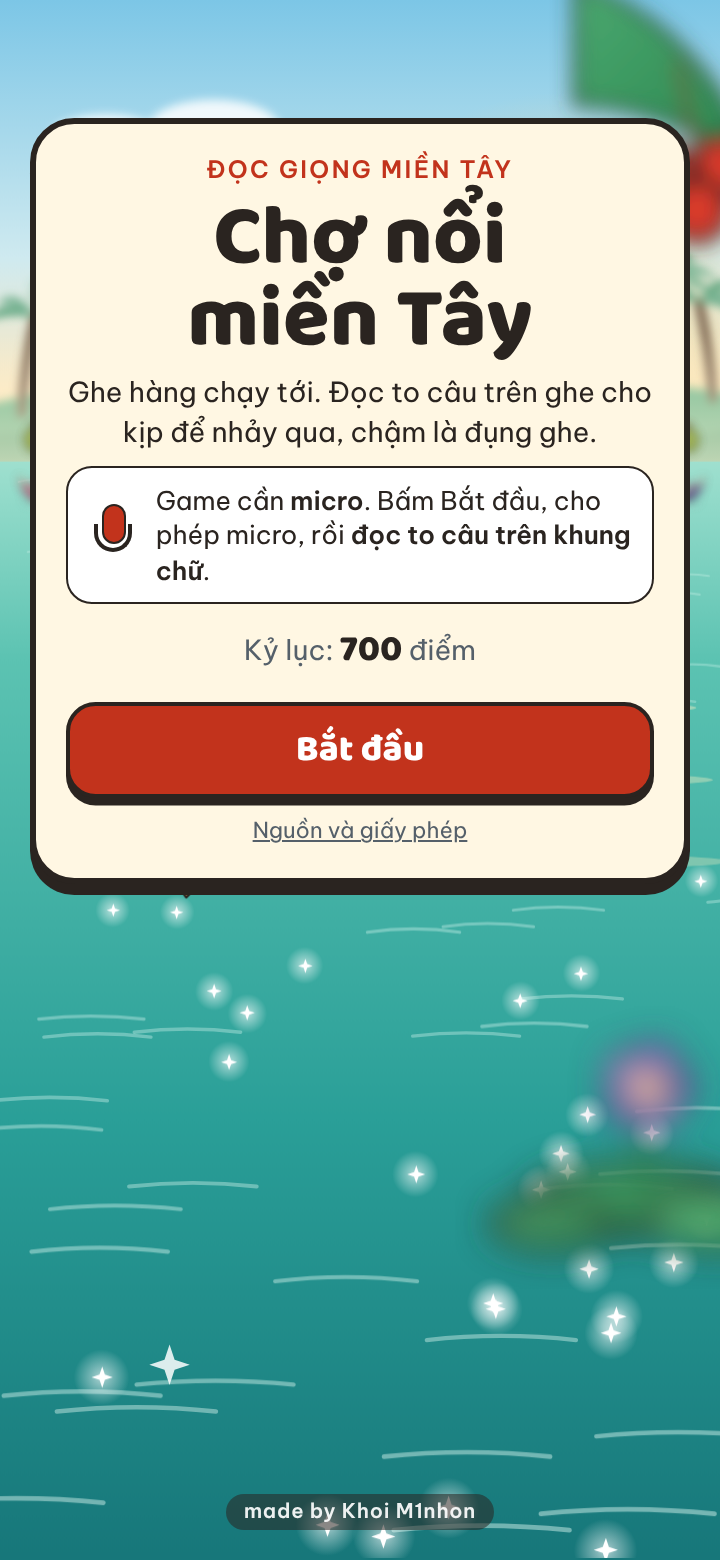 ĐỌC GIỌNG MIỀN TÂY
Chợ nổi
miền Tây
Ghe hàng chạy tới. Đọc to câu trên ghe cho
kịp để nhảy qua, chậm là đụng ghe.
Game cần micro. Bấm Bắt đầu, cho
phép micro, rồi đọc to câu trên khung
chữ.
Kỷ lục: 700 điểm
Bắt đầu
Nguồn và giấy phép
made by Khoi M1nhon